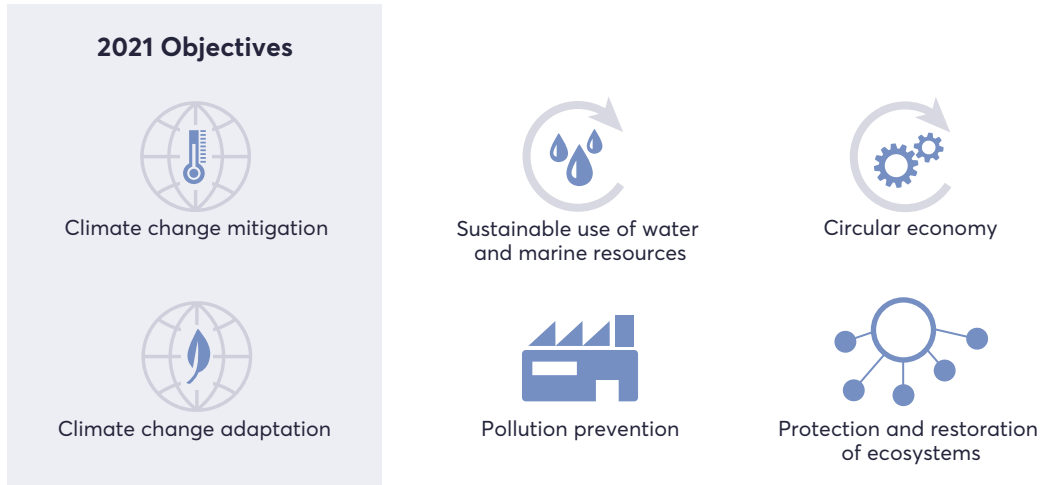 2021 Objectives
Climate change mitigation
Sustainable use of water
and marine resources
Circular economy
Climate change adaptation
Pollution prevention
Protection and restoration
of ecosystems